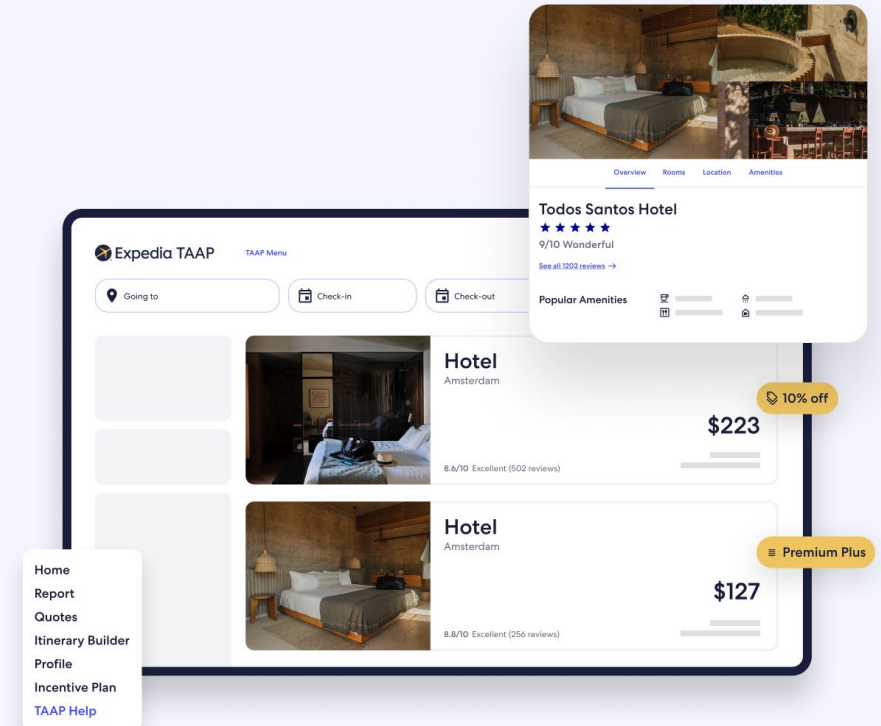 Overview Rooms Location Amenities
Todos Santos Hotel
9/10 Wonderful
See all 1203 reviews →
Popular Amenities
Expedia TAAP TAAP Menu
Going to Check-in Check-out
Hotel
Amsterdam
10% off
$223
8.6/10 Excellent (502 reviews)
Hotel
Amsterdam
Premium Plus
$127
8.8/10 Excellent (256 reviews)
Home
Report
Quotes
Itinerary Builder
Profile
Incentive Plan
TAAP Help